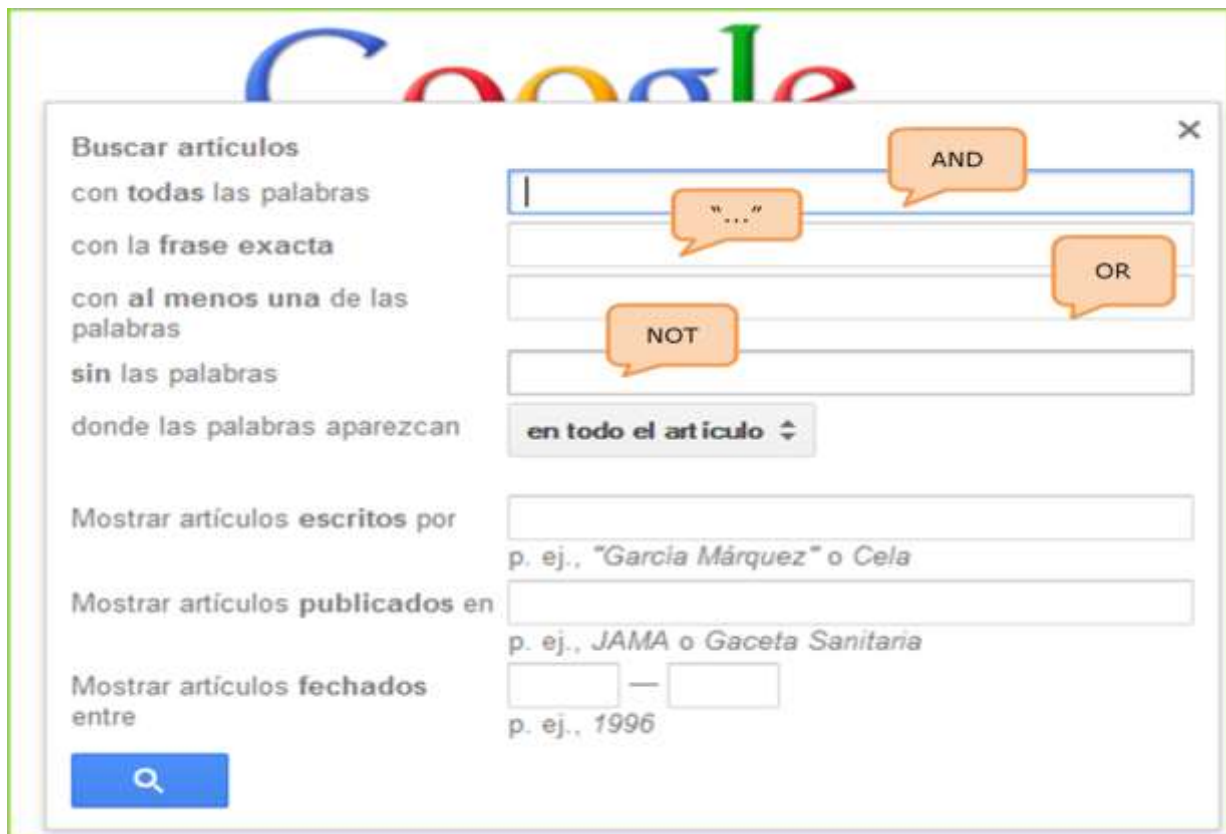 Google
Buscar artículos
con todas las palabras
AND
con la frase exacta
"..."
con al menos una de las
palabras
OR
sin las palabras
NOT
donde las palabras aparezcan
en todo el artículo
Mostrar artículos escritos por
p. ej., "García Márquez" o Cela
Mostrar artículos publicados en
p. ej., JAMA o Gaceta Sanitaria
Mostrar artículos fechados
entre
—
p. ej., 1996